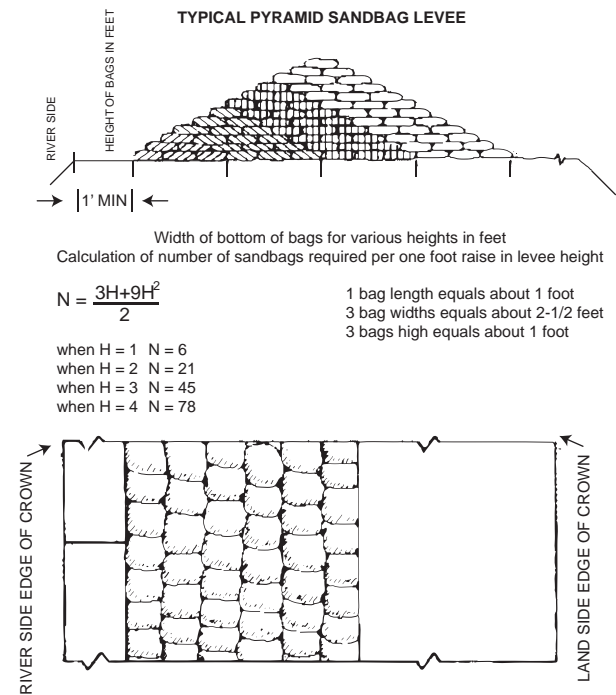 TYPICAL PYRAMID SANDBAG LEVEE
RIVER SIDE
HEIGHT OF BAGS IN FEET
1' MIN
Width of bottom of bags for various heights in feet
Calculation of number of sandbags required per one foot raise in levee height
N = 3H+9H²
2
1 bag length equals about 1 foot
3 bag widths equals about 2-1/2 feet
3 bags high equals about 1 foot
when H = 1 N = 6
when H = 2 N = 21
when H = 3 N = 45
when H = 4 N = 78
RIVER SIDE EDGE OF CROWN
LAND SIDE EDGE OF CROWN